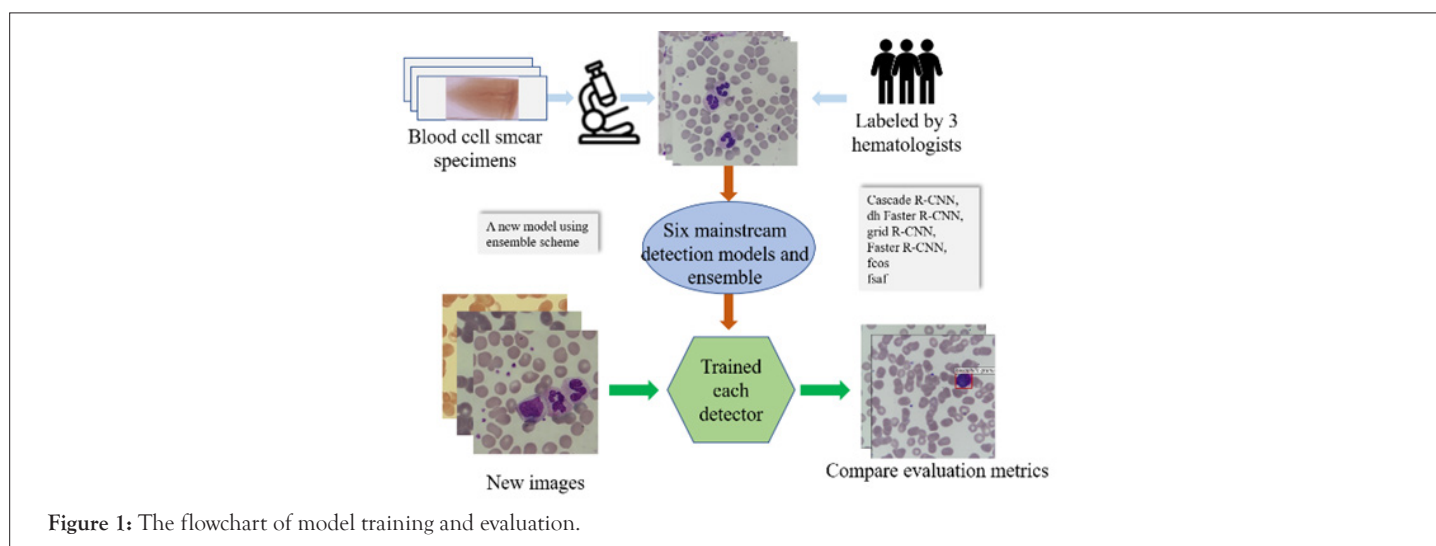 Blood cell smear
specimens
Labeled by 3
hematologists
A new model using
ensemble scheme
Six mainstream
detection models and
ensemble
Cascade R-CNN,
dh Faster R-CNN,
grid R-CNN,
Faster R-CNN,
fcos
fsaf
Trained
each
detector
New images
Compare evaluation metrics
Figure 1: The flowchart of model training and evaluation.